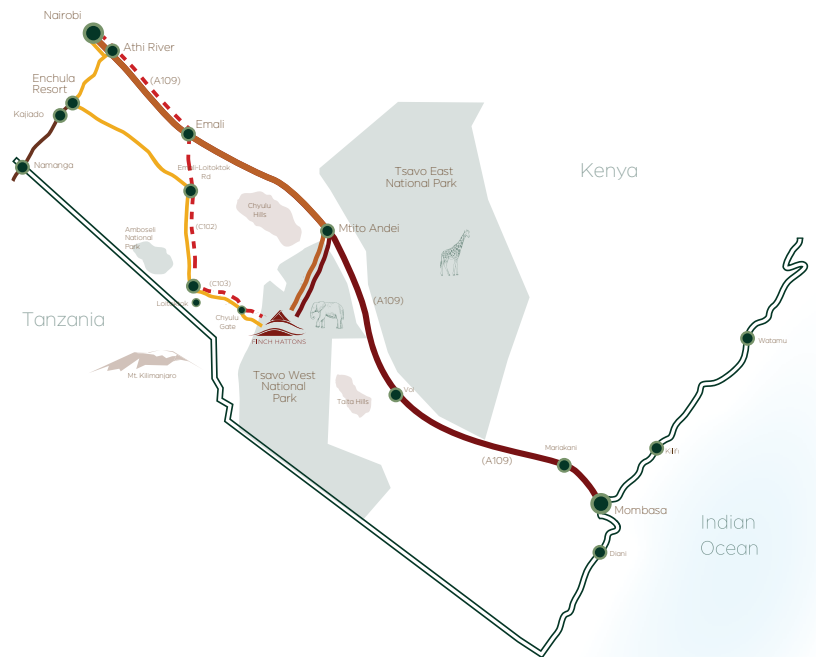 Nairobi
Athi River
(A109)
Enchula
Resort
Kajiado
Namanga
Emali
Emali-Loitoktok
Rd
Tsavo East
National Park
Kenya
Chyulu
Hills
Mtito Andei
(C102)
Amboseli
National
Park
(C103)
Loitoktok
Chyulu
Gate
FINCH HATTONS
(A109)
Tanzania
Mt. Kilimanjaro
Tsavo West
National
Park
Taita Hills
Voi
Watamu
Mariakani
(A109)
Kilifi
Mombasa
Indian
Ocean
Diani